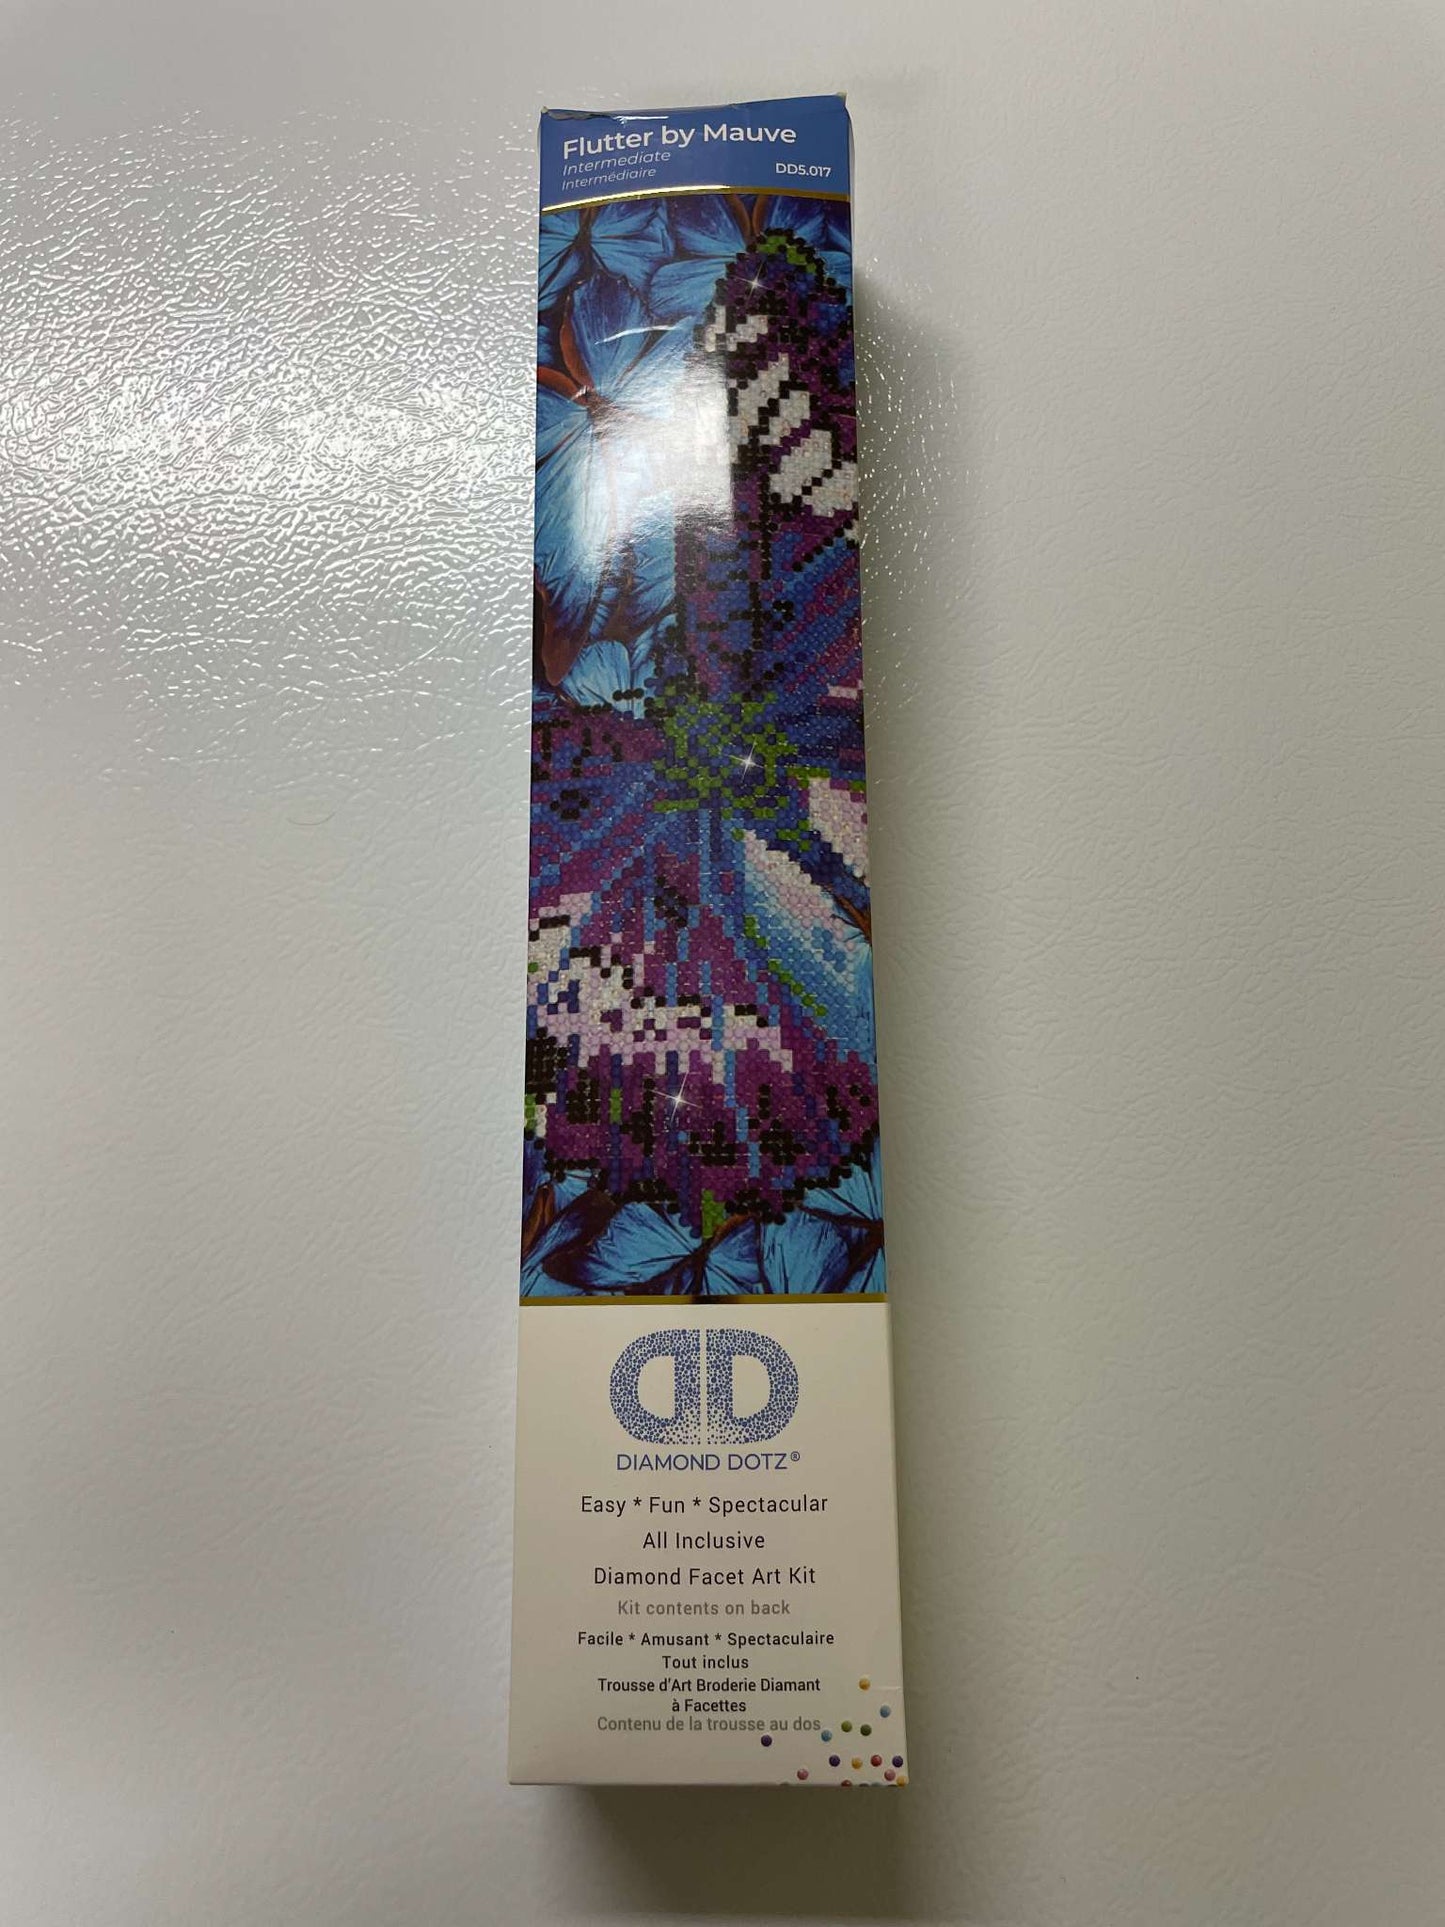 Flutter by Mauve
Intermediate
Intermédiaire
DD5.017
DD
DIAMOND DOTZ®
Easy * Fun * Spectacular
All Inclusive
Diamond Facet Art Kit
Kit contents on back
Facile * Amusant * Spectaculaire
Tout inclus
Trousse d'Art Broderie Diamant
à Facettes
Contenu de la trousse au dos